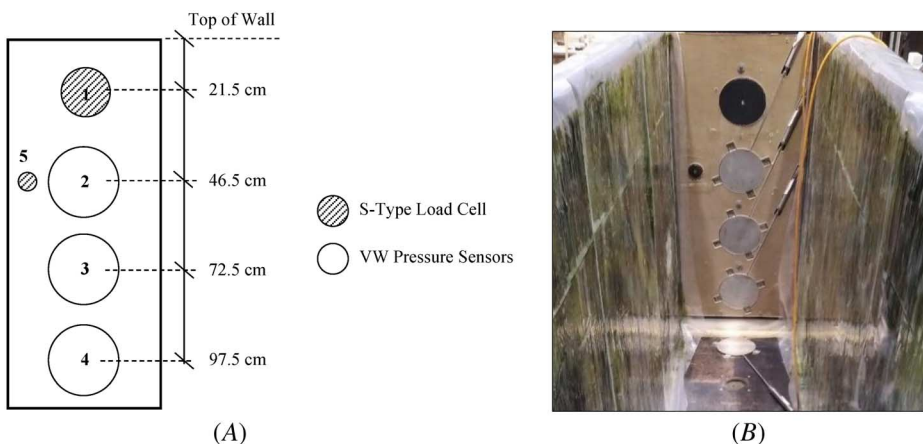 Top of Wall
1
21.5 cm
5
2
46.5 cm
S-Type Load Cell
VW Pressure Sensors
3
72.5 cm
4
97.5 cm
(A)
(B)